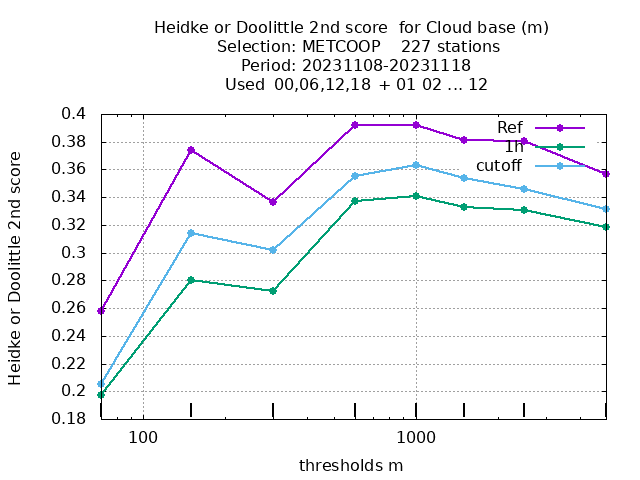 Heidke or Doolittle 2nd score  for Cloud base (m)
Selection: METCOOP    227 stations
Period: 20231108-20231118
Used  00,06,12,18  + 01 02 ... 12
Heidke or Doolittle 2nd score
0.4
0.38
0.36
0.34
0.32
0.3
0.28
0.26
0.24
0.22
0.2
0.18
Ref
1h
cutoff
100
1000
thresholds m